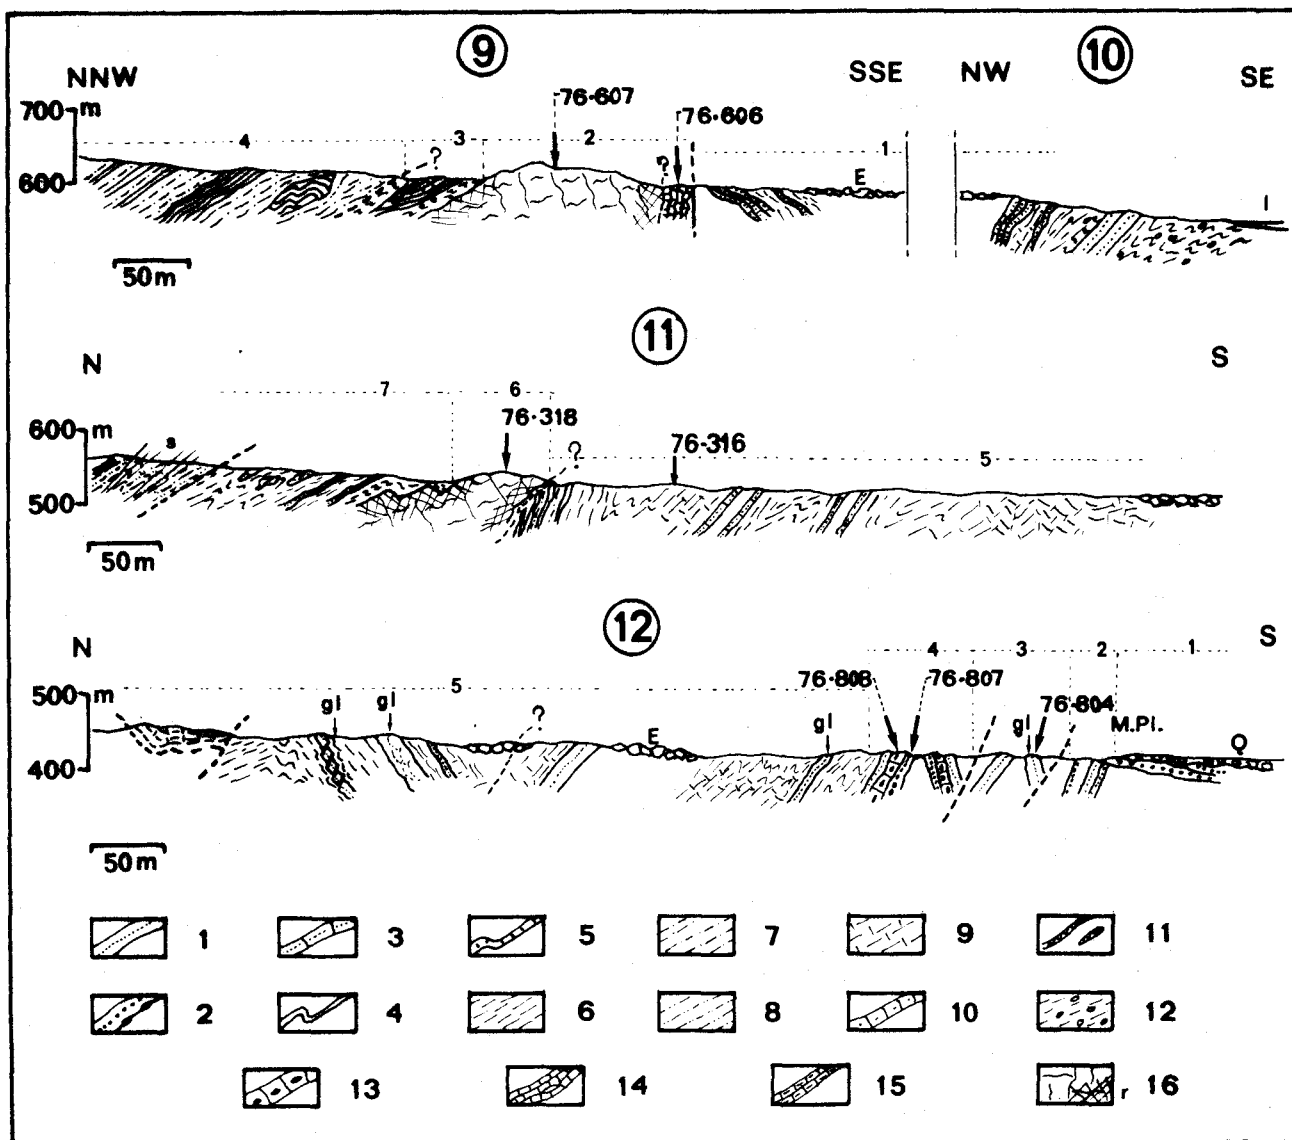 9 10
NNW SSE NW SE
700 m 76-607 76-606
4 3 2 1
? ?
600 E I
50m
11
N S
7 6
600 m s 76-318 76-316 5
?
500
50m
12
N S
4 3 2 1
500 m 5 76-808 76-807
gl gl ? gl gl 76-804 M.Pl.
E Q
400
50m
1 3 5 7 9 11
2 4 6 8 10 12
13 14 15 r 16